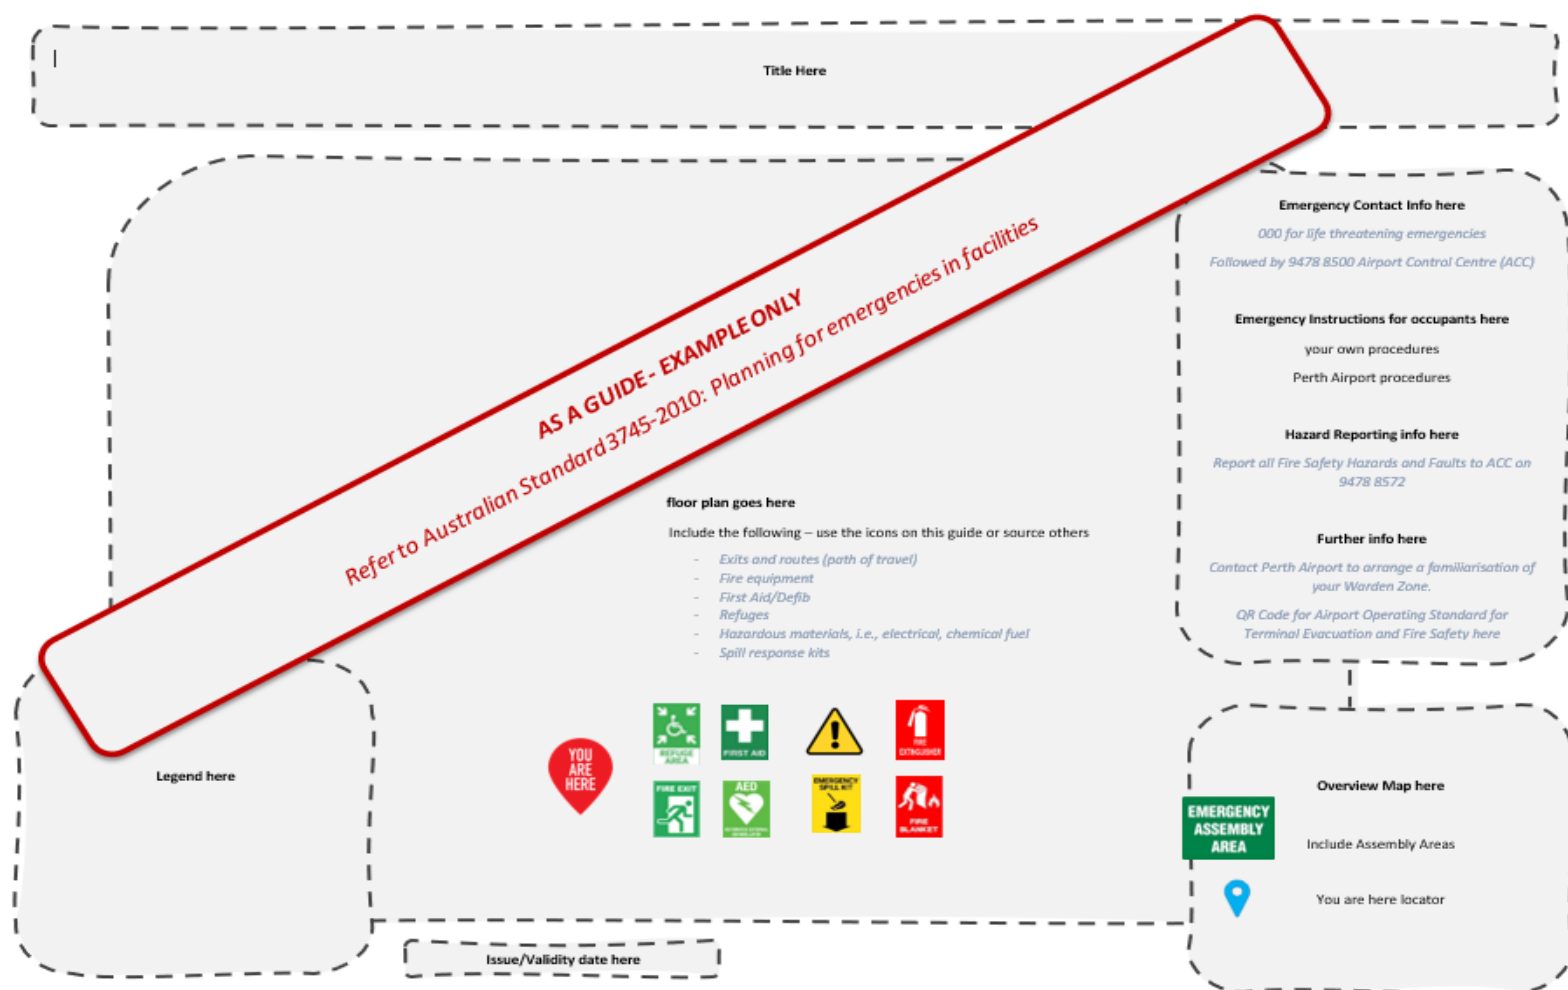 Title Here
AS A GUIDE - EXAMPLE ONLY
Refer to Australian Standard 3745-2010: Planning for emergencies in facilities
Emergency Contact Info here
000 for life threatening emergencies
Followed by 9478 8500 Airport Control Centre (ACC)
Emergency Instructions for occupants here
your own procedures
Perth Airport procedures
Hazard Reporting info here
Report all Fire Safety Hazards and Faults to ACC on
9478 8572
Further info here
Contact Perth Airport to arrange a familiarisation of
your Warden Zone.
QR Code for Airport Operating Standard for
Terminal Evacuation and Fire Safety here
floor plan goes here
Include the following – use the icons on this guide or source others
- Exits and routes (path of travel)
- Fire equipment
- First Aid/Defib
- Refuges
- Hazardous materials, i.e., electrical, chemical fuel
- Spill response kits
YOU
ARE
HERE
REFUGE
AREA
FIRST AID
FIRE
EXTINGUISHER
FIRE EXIT
AED
EMERGENCY
SPILL KIT
FIRE
BLANKET
Legend here
Overview Map here
EMERGENCY
ASSEMBLY
AREA
Include Assembly Areas
You are here locator
Issue/Validity date here